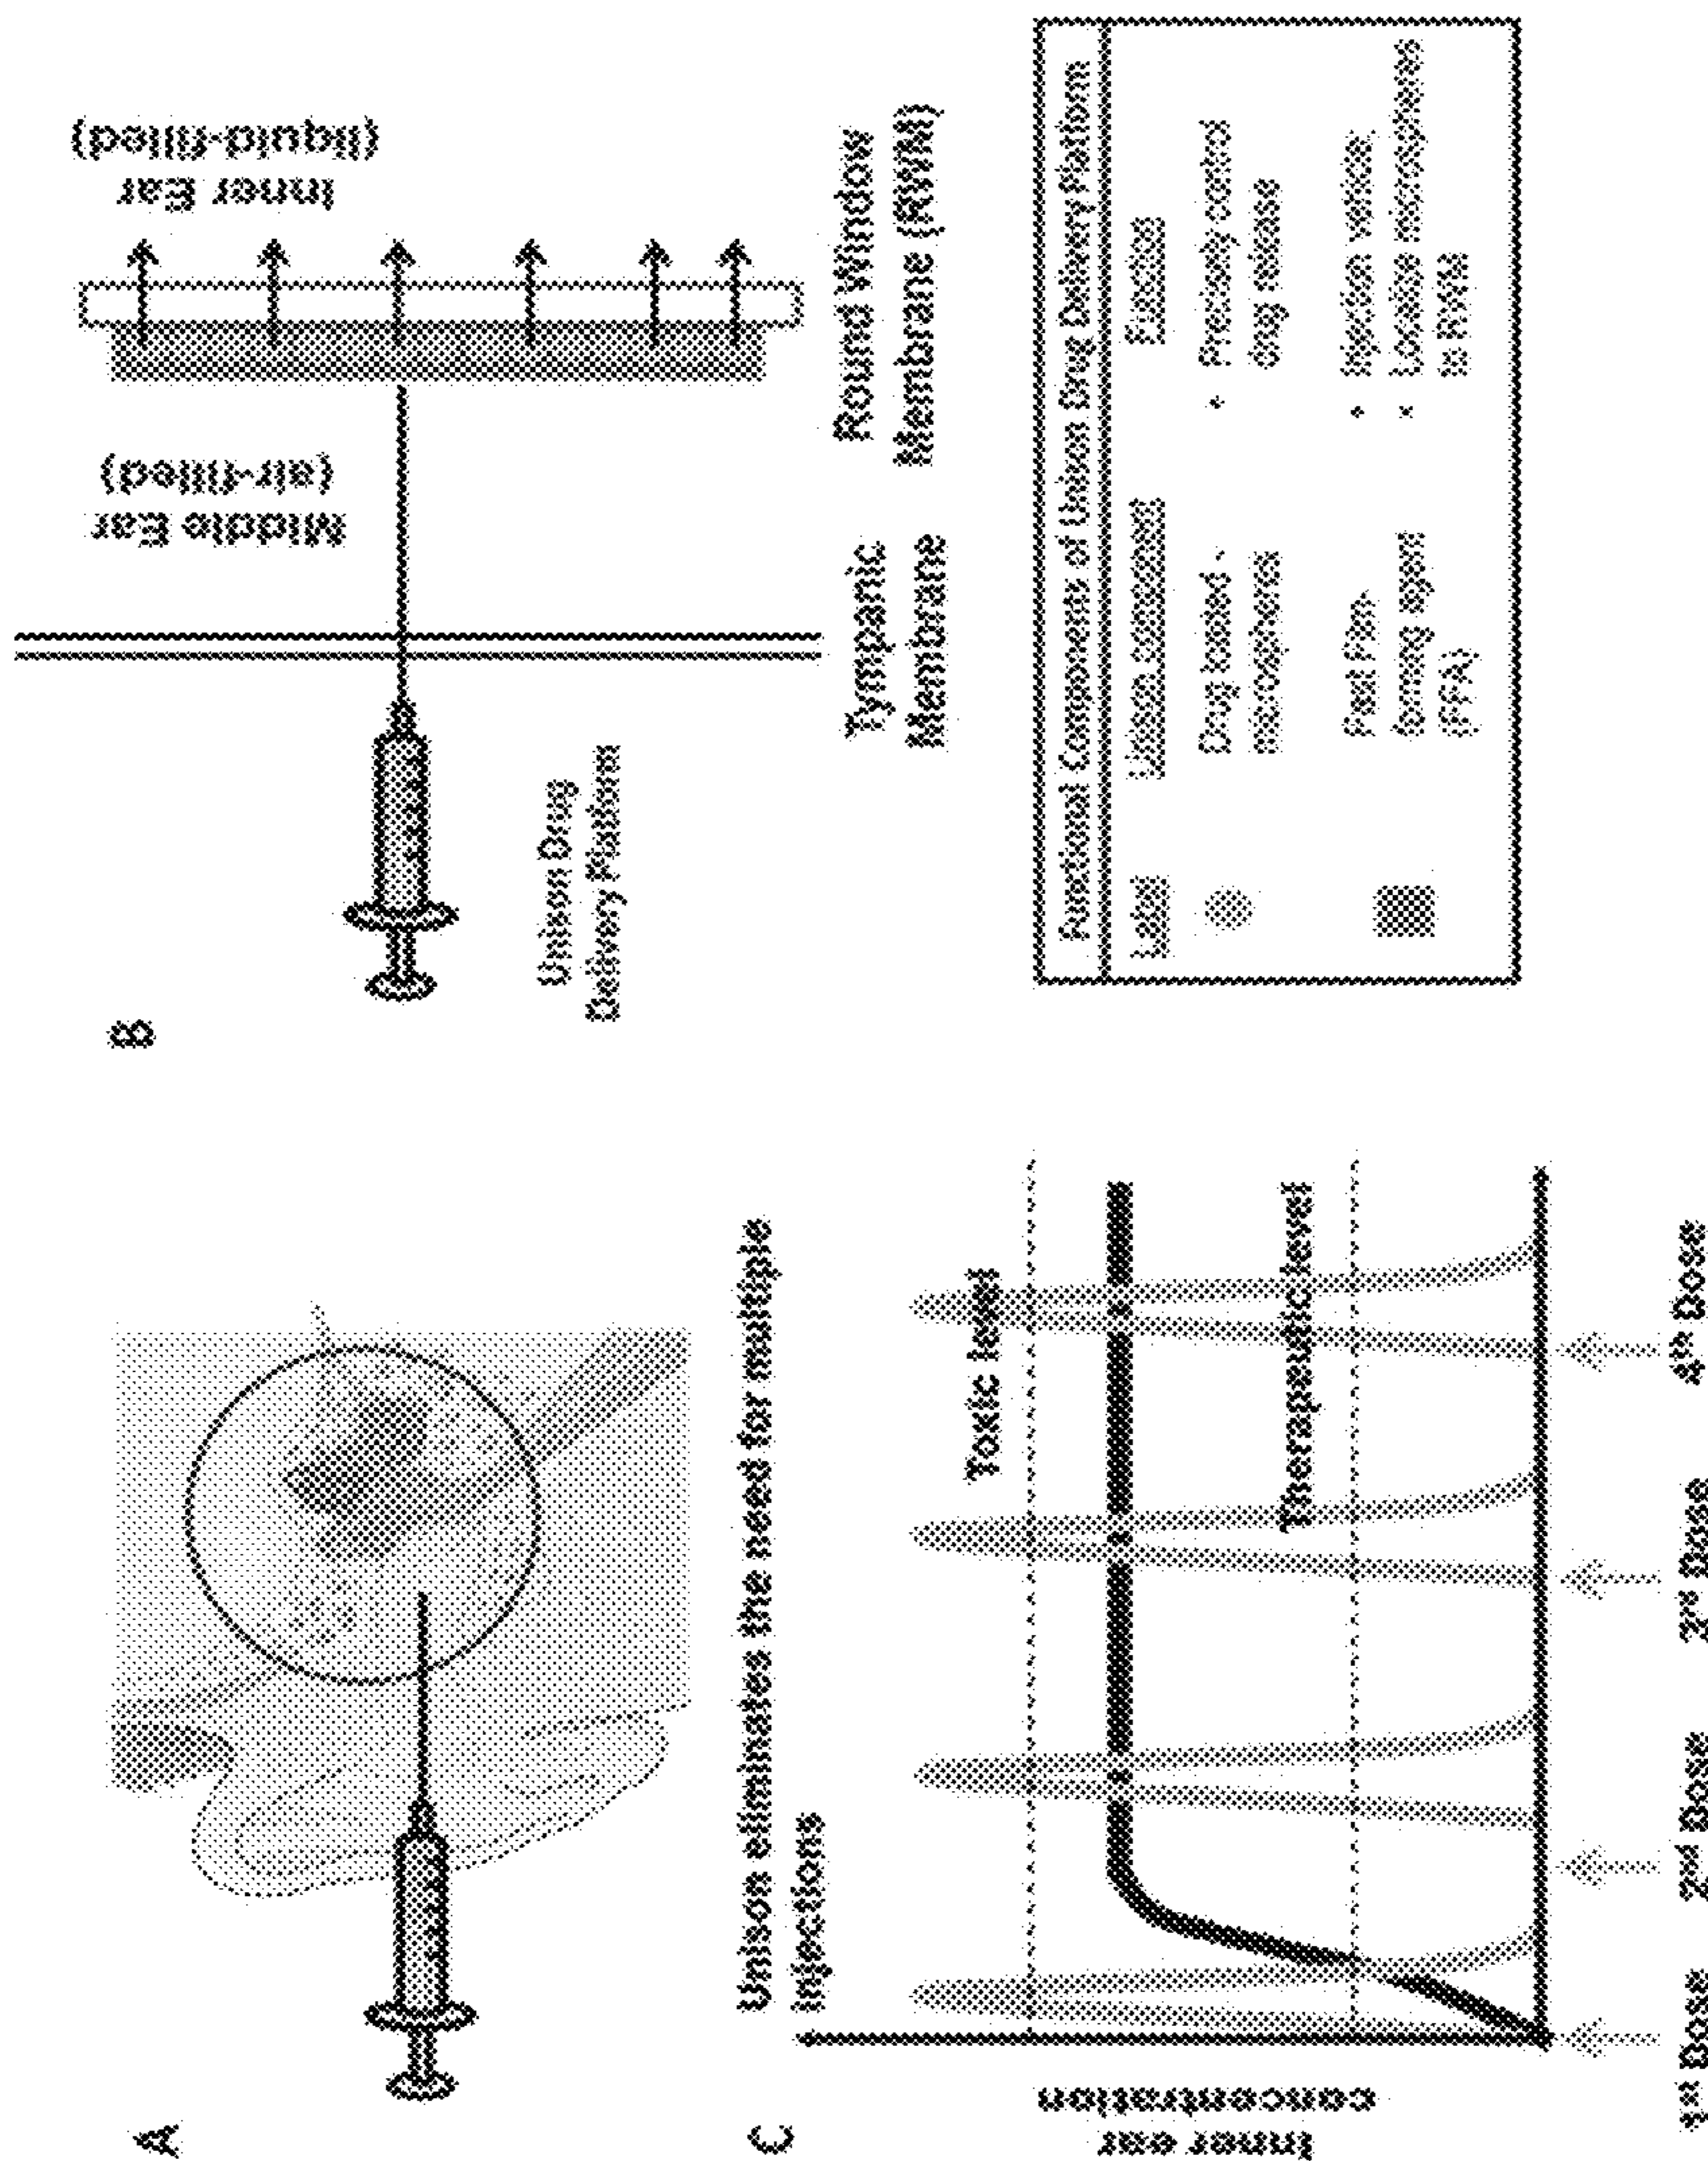 A
B
Middle Ear
(air-filled)
Inner Ear
(liquid-filled)
Unison Drug
Delivery Platform
Tympanic
Membrane
Round Window
Membrane (RWM)
Functional Components of Unison Drug Delivery Platform
Label
Unison component
Function
Drug loaded -
microspheres
• Precisely control
drug release
Fast Film-
forming agent
(FFA)
• Injection vehicle
• Localize microspheres
to RWM
C
Unison eliminates the need for multiple
injections
Inner ear
concentration
Toxic level
Therapeutic level
1st Dose
2nd Dose
3rd Dose
4th Dose